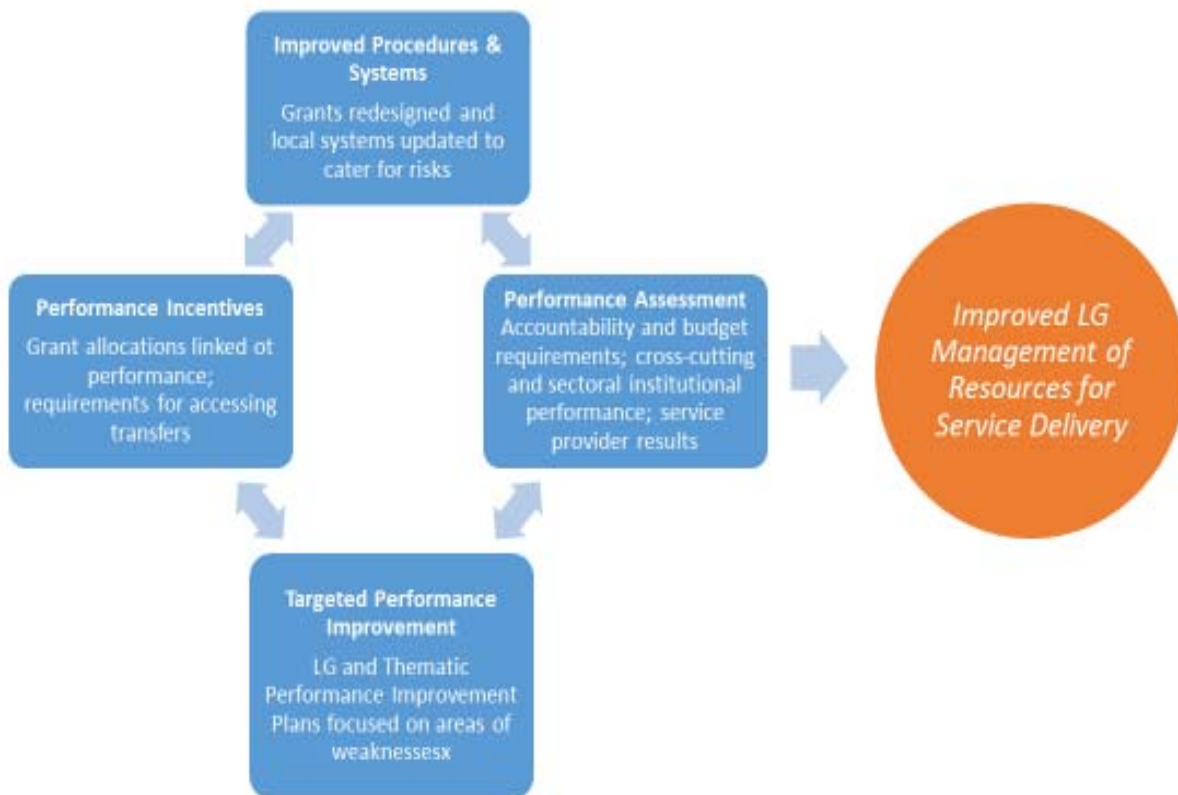 Improved Procedures &
Systems
Grants redesigned and
local systems updated to
cater for risks
Performance Incentives
Grant allocations linked ot
performance;
requirements for accessing
transfers
Performance Assessment
Accountability and budget
requirements; cross-cutting
and sectoral institutional
performance; service
provider results
Improved LG
Management of
Resources for
Service Delivery
Targeted Performance
Improvement
LG and Thematic
Performance Improvement
Plans focused on areas of
weaknessesx